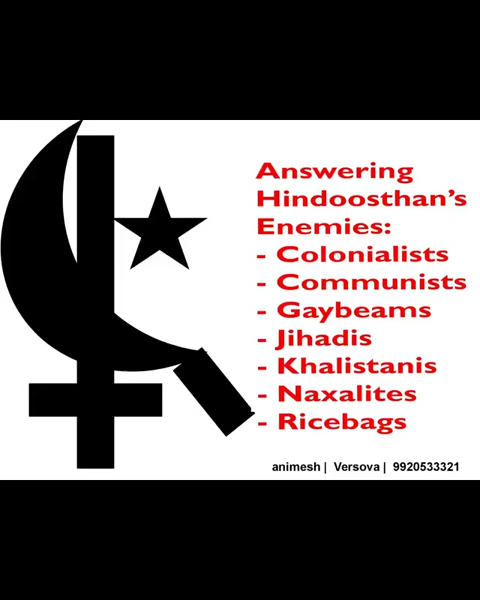 Answering
Hindoosthan's
Enemies:
- Colonialists
- Communists
- Gaybeams
- Jihadis
- Khalistanis
- Naxalites
- Ricebags
animesh | Versova | 9920533321